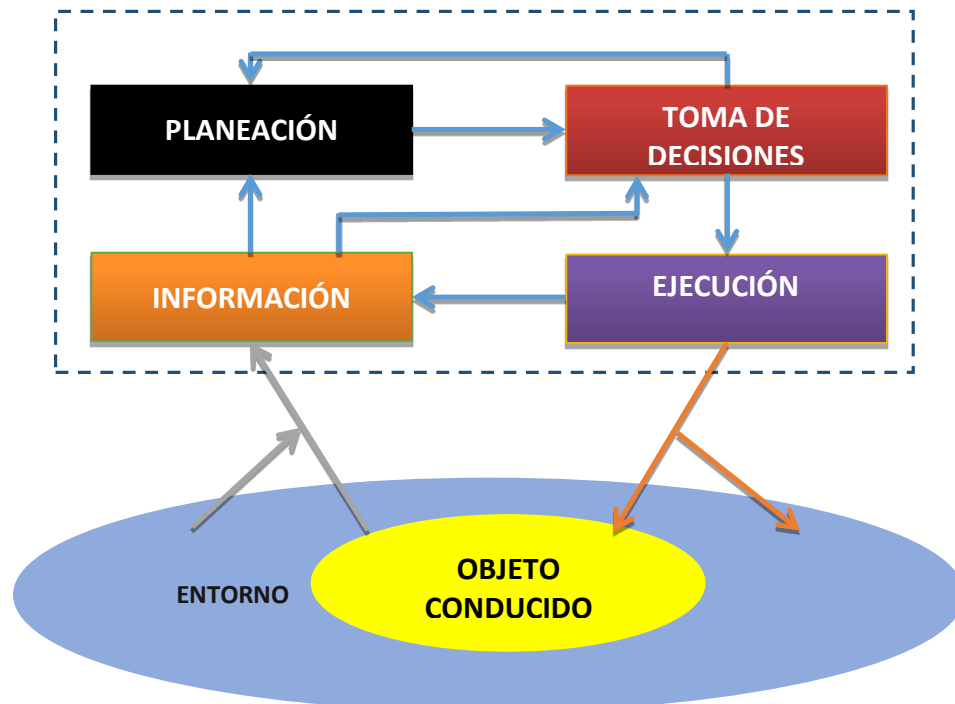 PLANEACIÓN
TOMA DE
DECISIONES
INFORMACIÓN
EJECUCIÓN
ENTORNO
OBJETO
CONDUCIDO